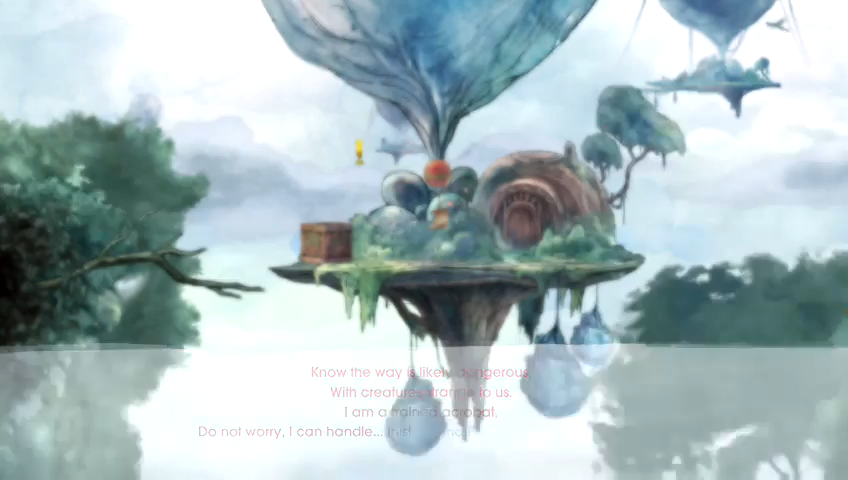 Know the way is likely dangerous,
With creatures strange to us.
I am a trained acrobat,
Do not worry, I can handle... this!